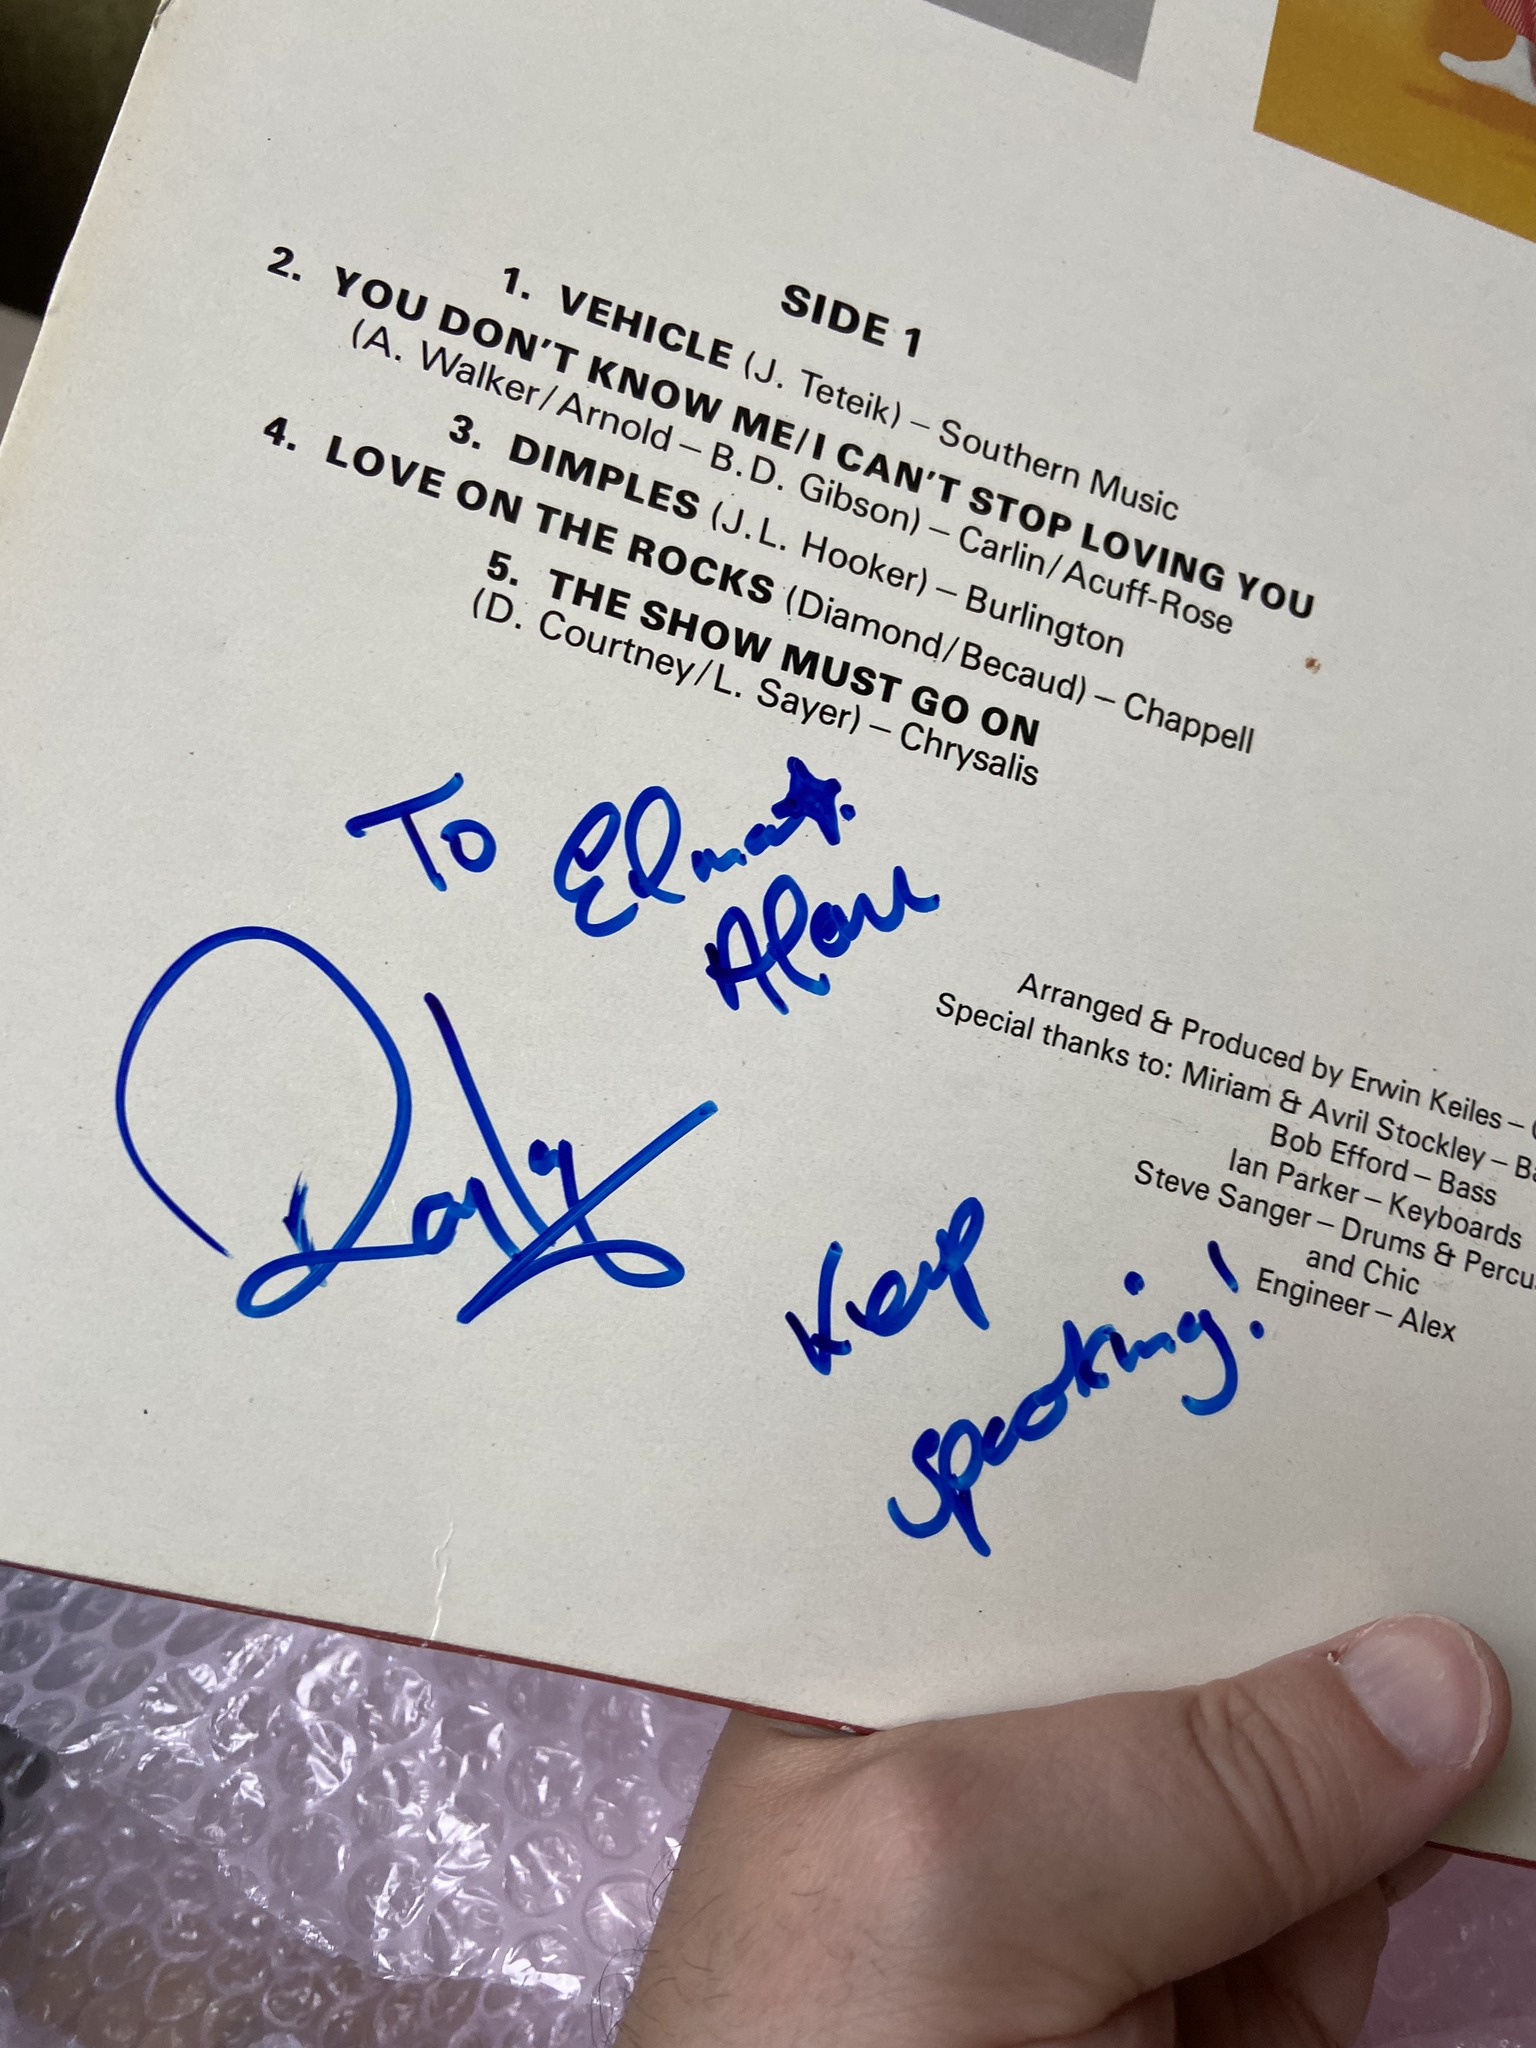 SIDE 1
1. VEHICLE (J. Teteik) – Southern Music
2. YOU DON'T KNOW ME/I CAN'T STOP LOVING YOU
(A. Walker/Arnold – B.D. Gibson) – Carlin/Acuff-Rose
3. DIMPLES (J.L. Hooker) – Burlington
4. LOVE ON THE ROCKS (Diamond/Becaud) – Chappell
5. THE SHOW MUST GO ON
(D. Courtney/L. Sayer) – Chrysalis
To
Alan
Keep
speaking!
Arranged & Produced by Erwin Keiles –
Special thanks to: Miriam & Avril Stockley –
Bob Efford – Bass
Ian Parker – Keyboards
Steve Sanger – Drums &
and Chic
Engineer – Alex